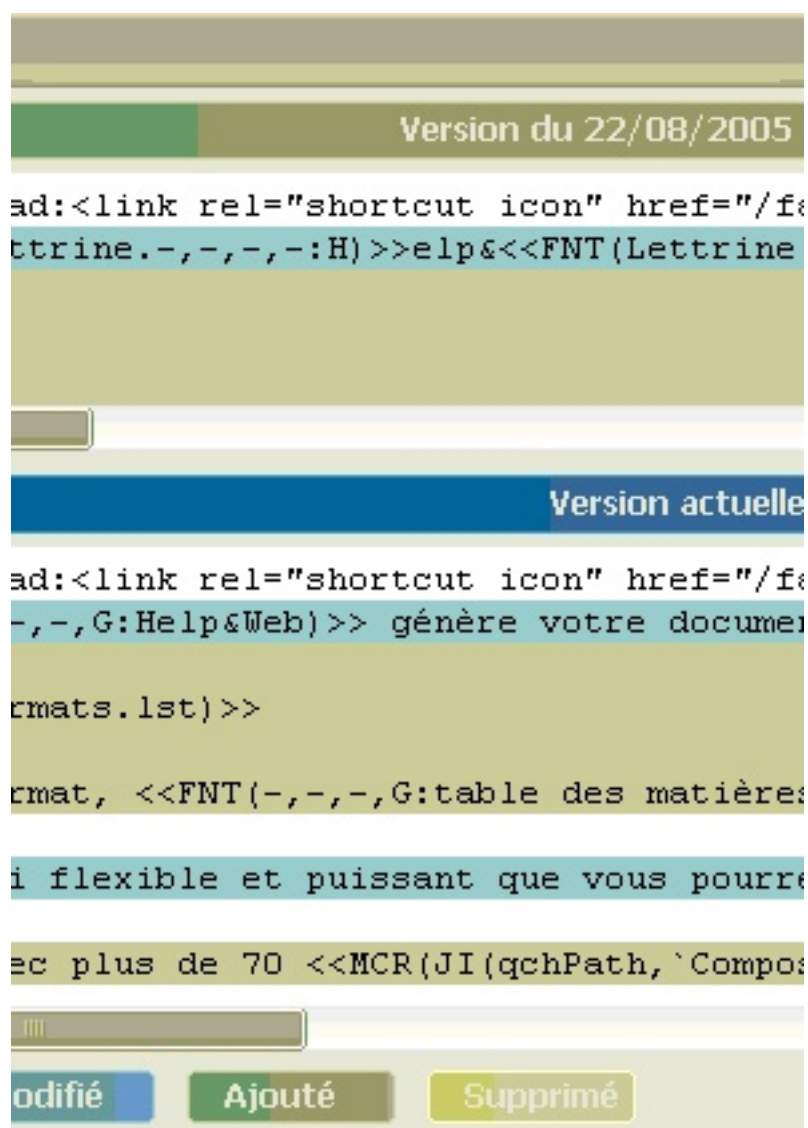 Version du 22/08/2005
ad:<link rel="shortcut icon" href="/fa
ttrine.-,-,-,-:H)>>elp&<<FNT(Lettrine
Version actuelle
ad:<link rel="shortcut icon" href="/fa
-,-,G:Help&Web)>> génère votre documen
rmats.lst)>>
rmat, <<FNT(-,-,-,G:table des matières
i flexible et puissant que vous pourre
ec plus de 70 <<MCR(JI(qchPath,`Compos
odifié Ajouté Supprimé